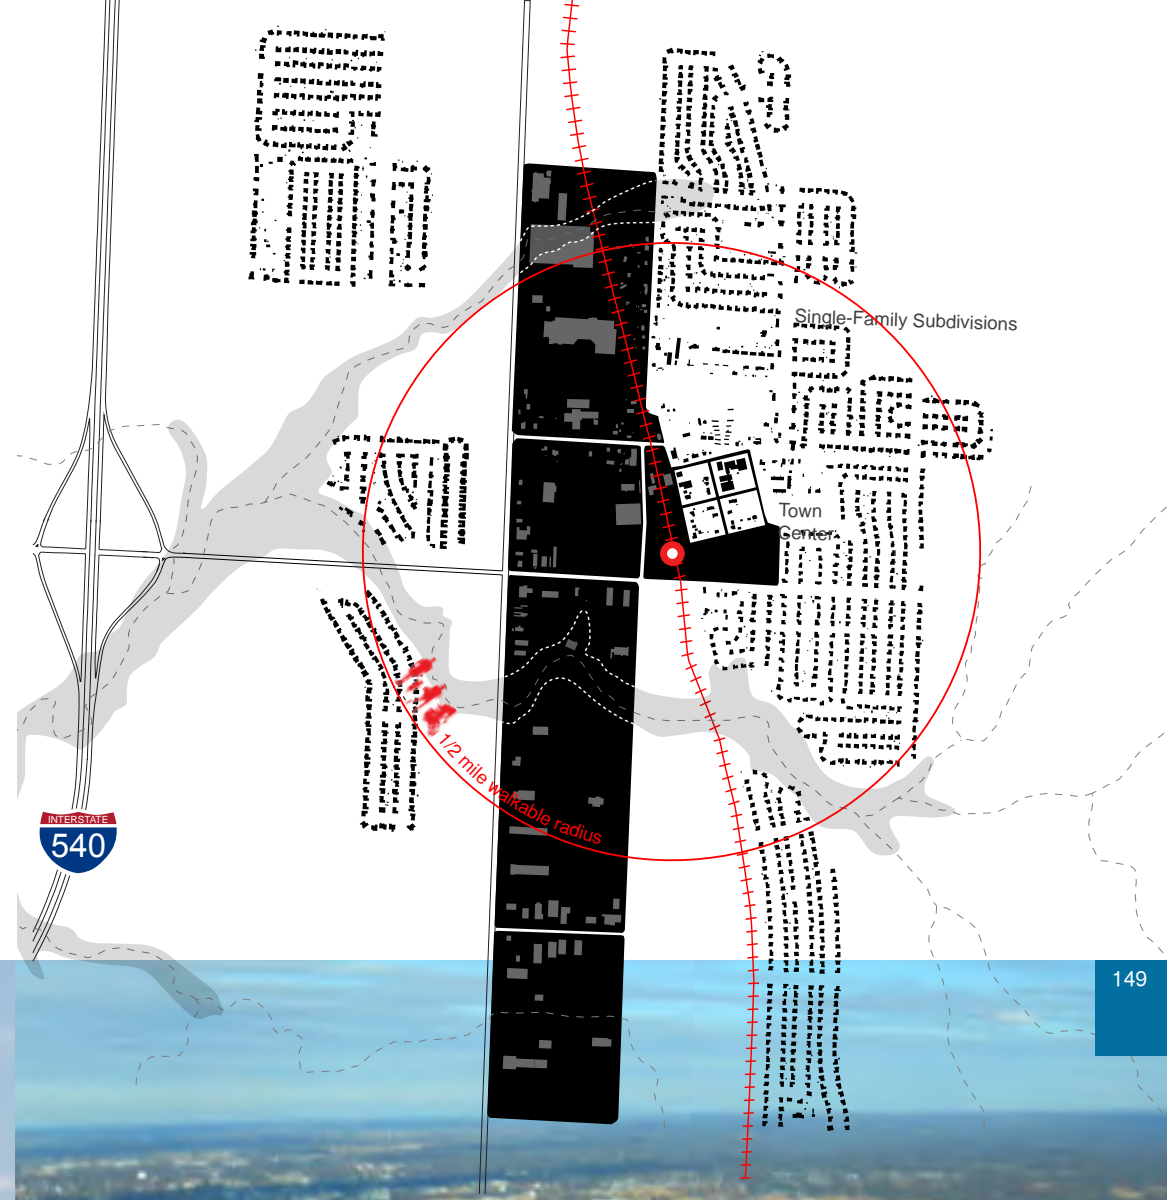 Single-Family Subdivisions
Town
Center
1/2 mile walkable radius
INTERSTATE
540
149